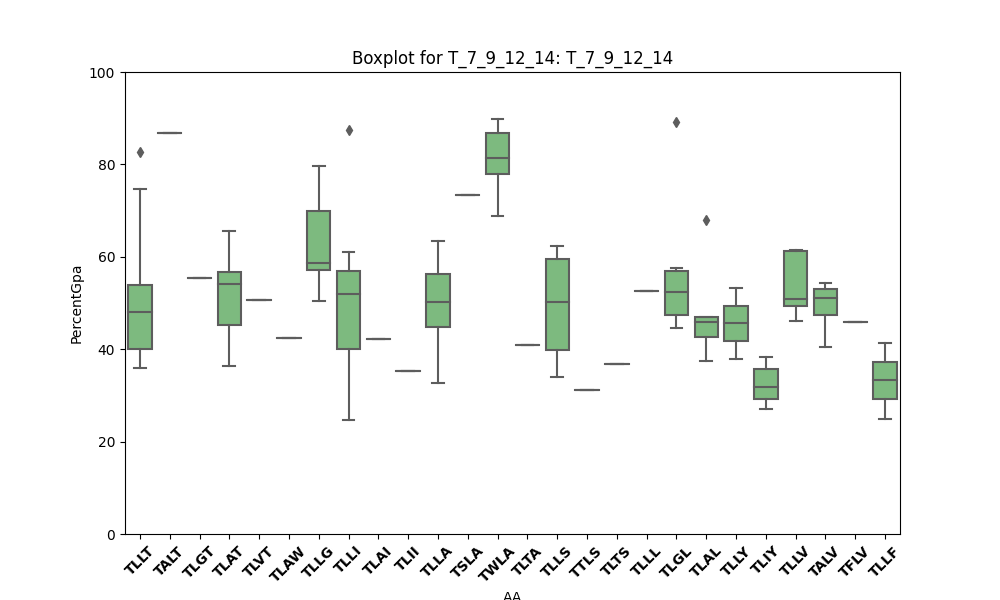 Boxplot for T_7_9_12_14: T_7_9_12_14
100
80
60
40
20
0
PercentGpa
TLLT TALT TLGT TLAT TLVT TLAW TLLG TLLI TLAI TLII TLLA TSLA TWLA TLTA TLLS TTLS TLTS TLLL TLGL TLAL TLLY TLIY TLLV TALV TFLV TLLF
AA